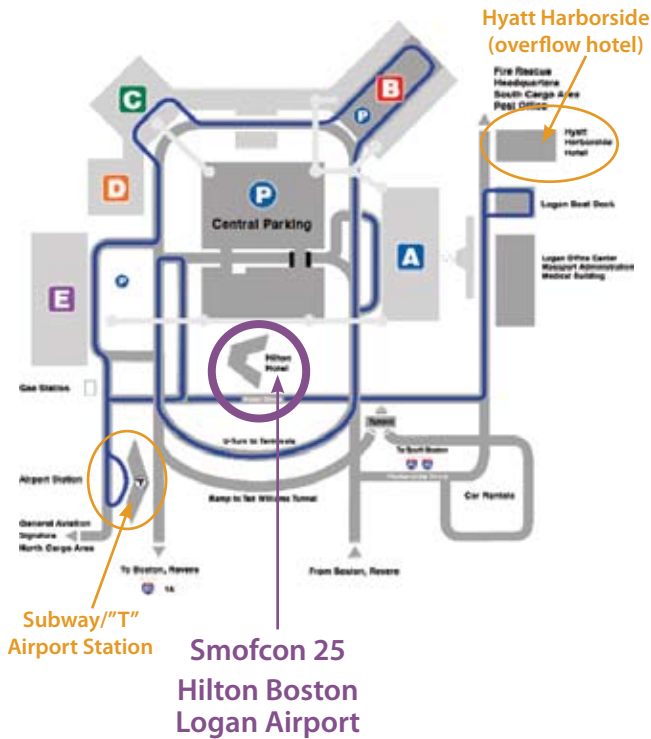 Hyatt Harborside
(overflow hotel)
Fire Rescue
Headquarters
South Cargo Area
Post Office
B
C
P
Hyatt
Harborside
Hotel
D
P
Central Parking
Logan Boat Dock
A
Logan Office Center
Massport Administration
Medical Building
E
P
Hilton
Hotel
Gas Station
U-Turn to Terminals
To South Boston
Airport Station
T
Ramp to Ted Williams Tunnel
Car Rentals
General Aviation
Signature
North Cargo Area
To Boston, Revere
1A
From Boston, Revere
Subway/"T"
Airport Station
Smofcon 25
Hilton Boston
Logan Airport